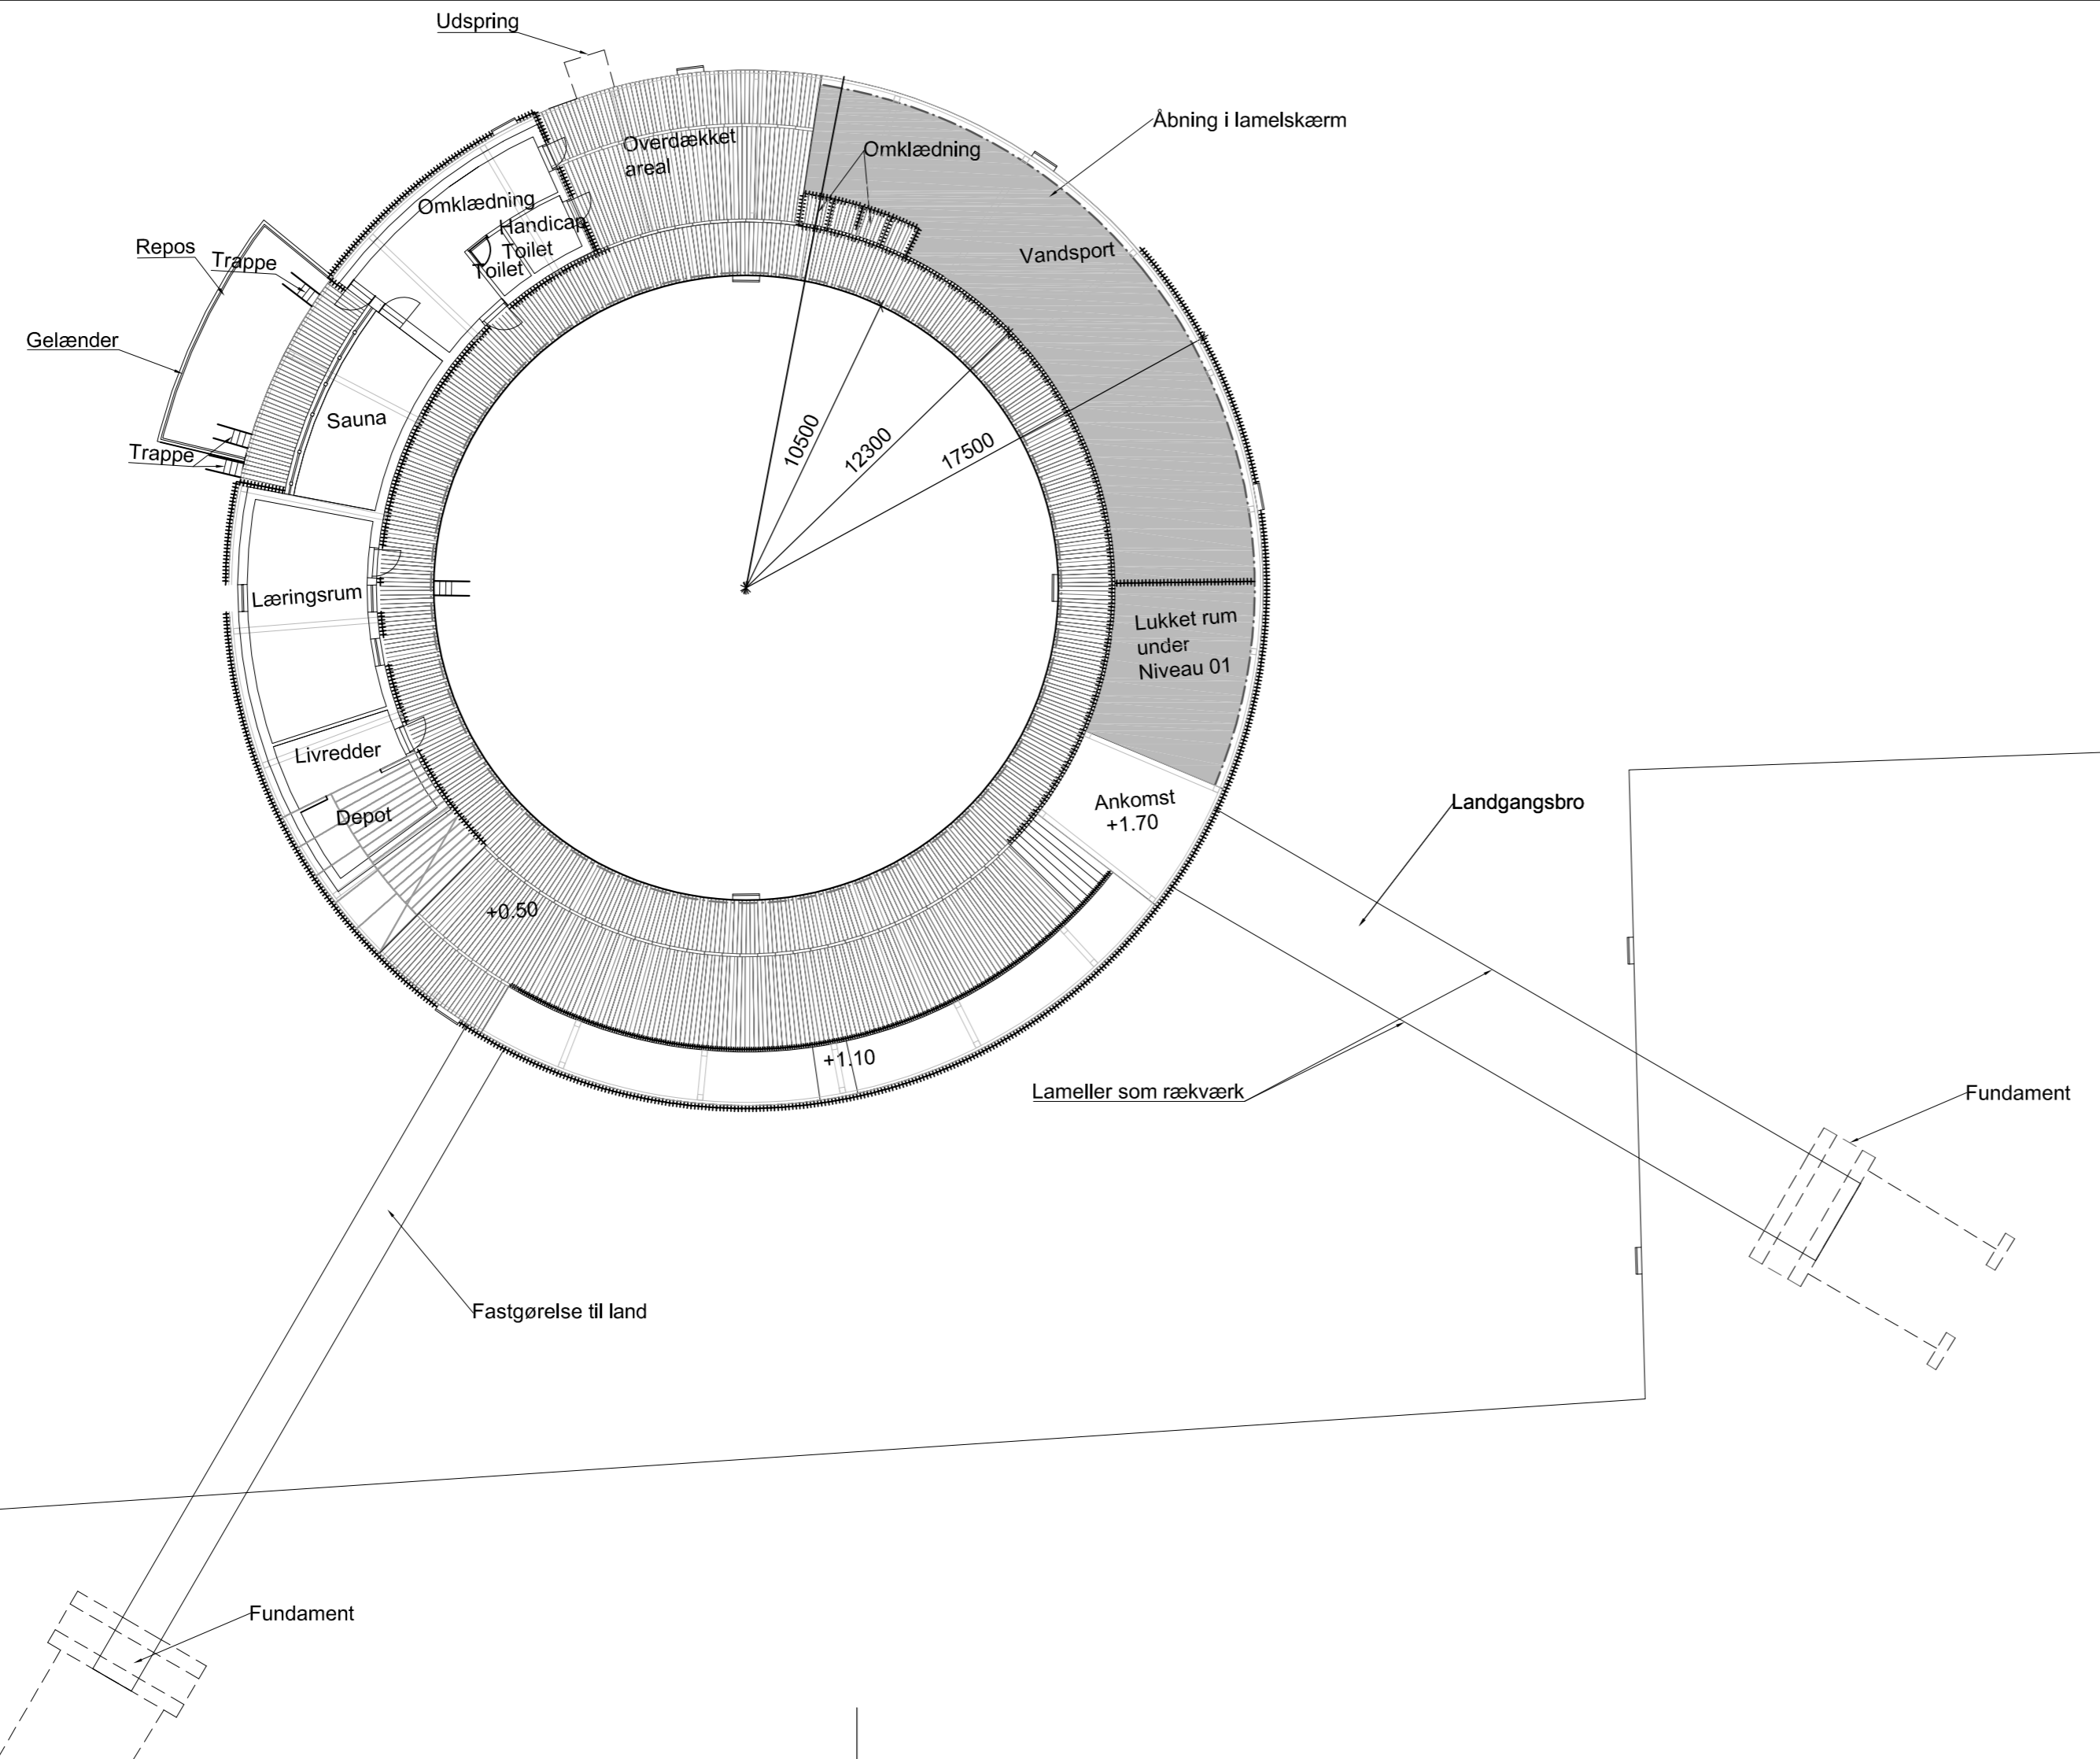 Udspring
Åbning i lamelskærm
Overdækket
areal
Omklædning
Omklædning
Handicap
Toilet
Toilet
Vandsport
Repos
Trappe
Gelænder
Sauna
Trappe
10500
12300
17500
Læringsrum
Lukket rum
under
Niveau 01
Livredder
Depot
Ankomst
+1.70
Landgangsbro
+0.50
+1.10
Lameller som rækværk
Fundament
Fastgørelse til land
Fundament